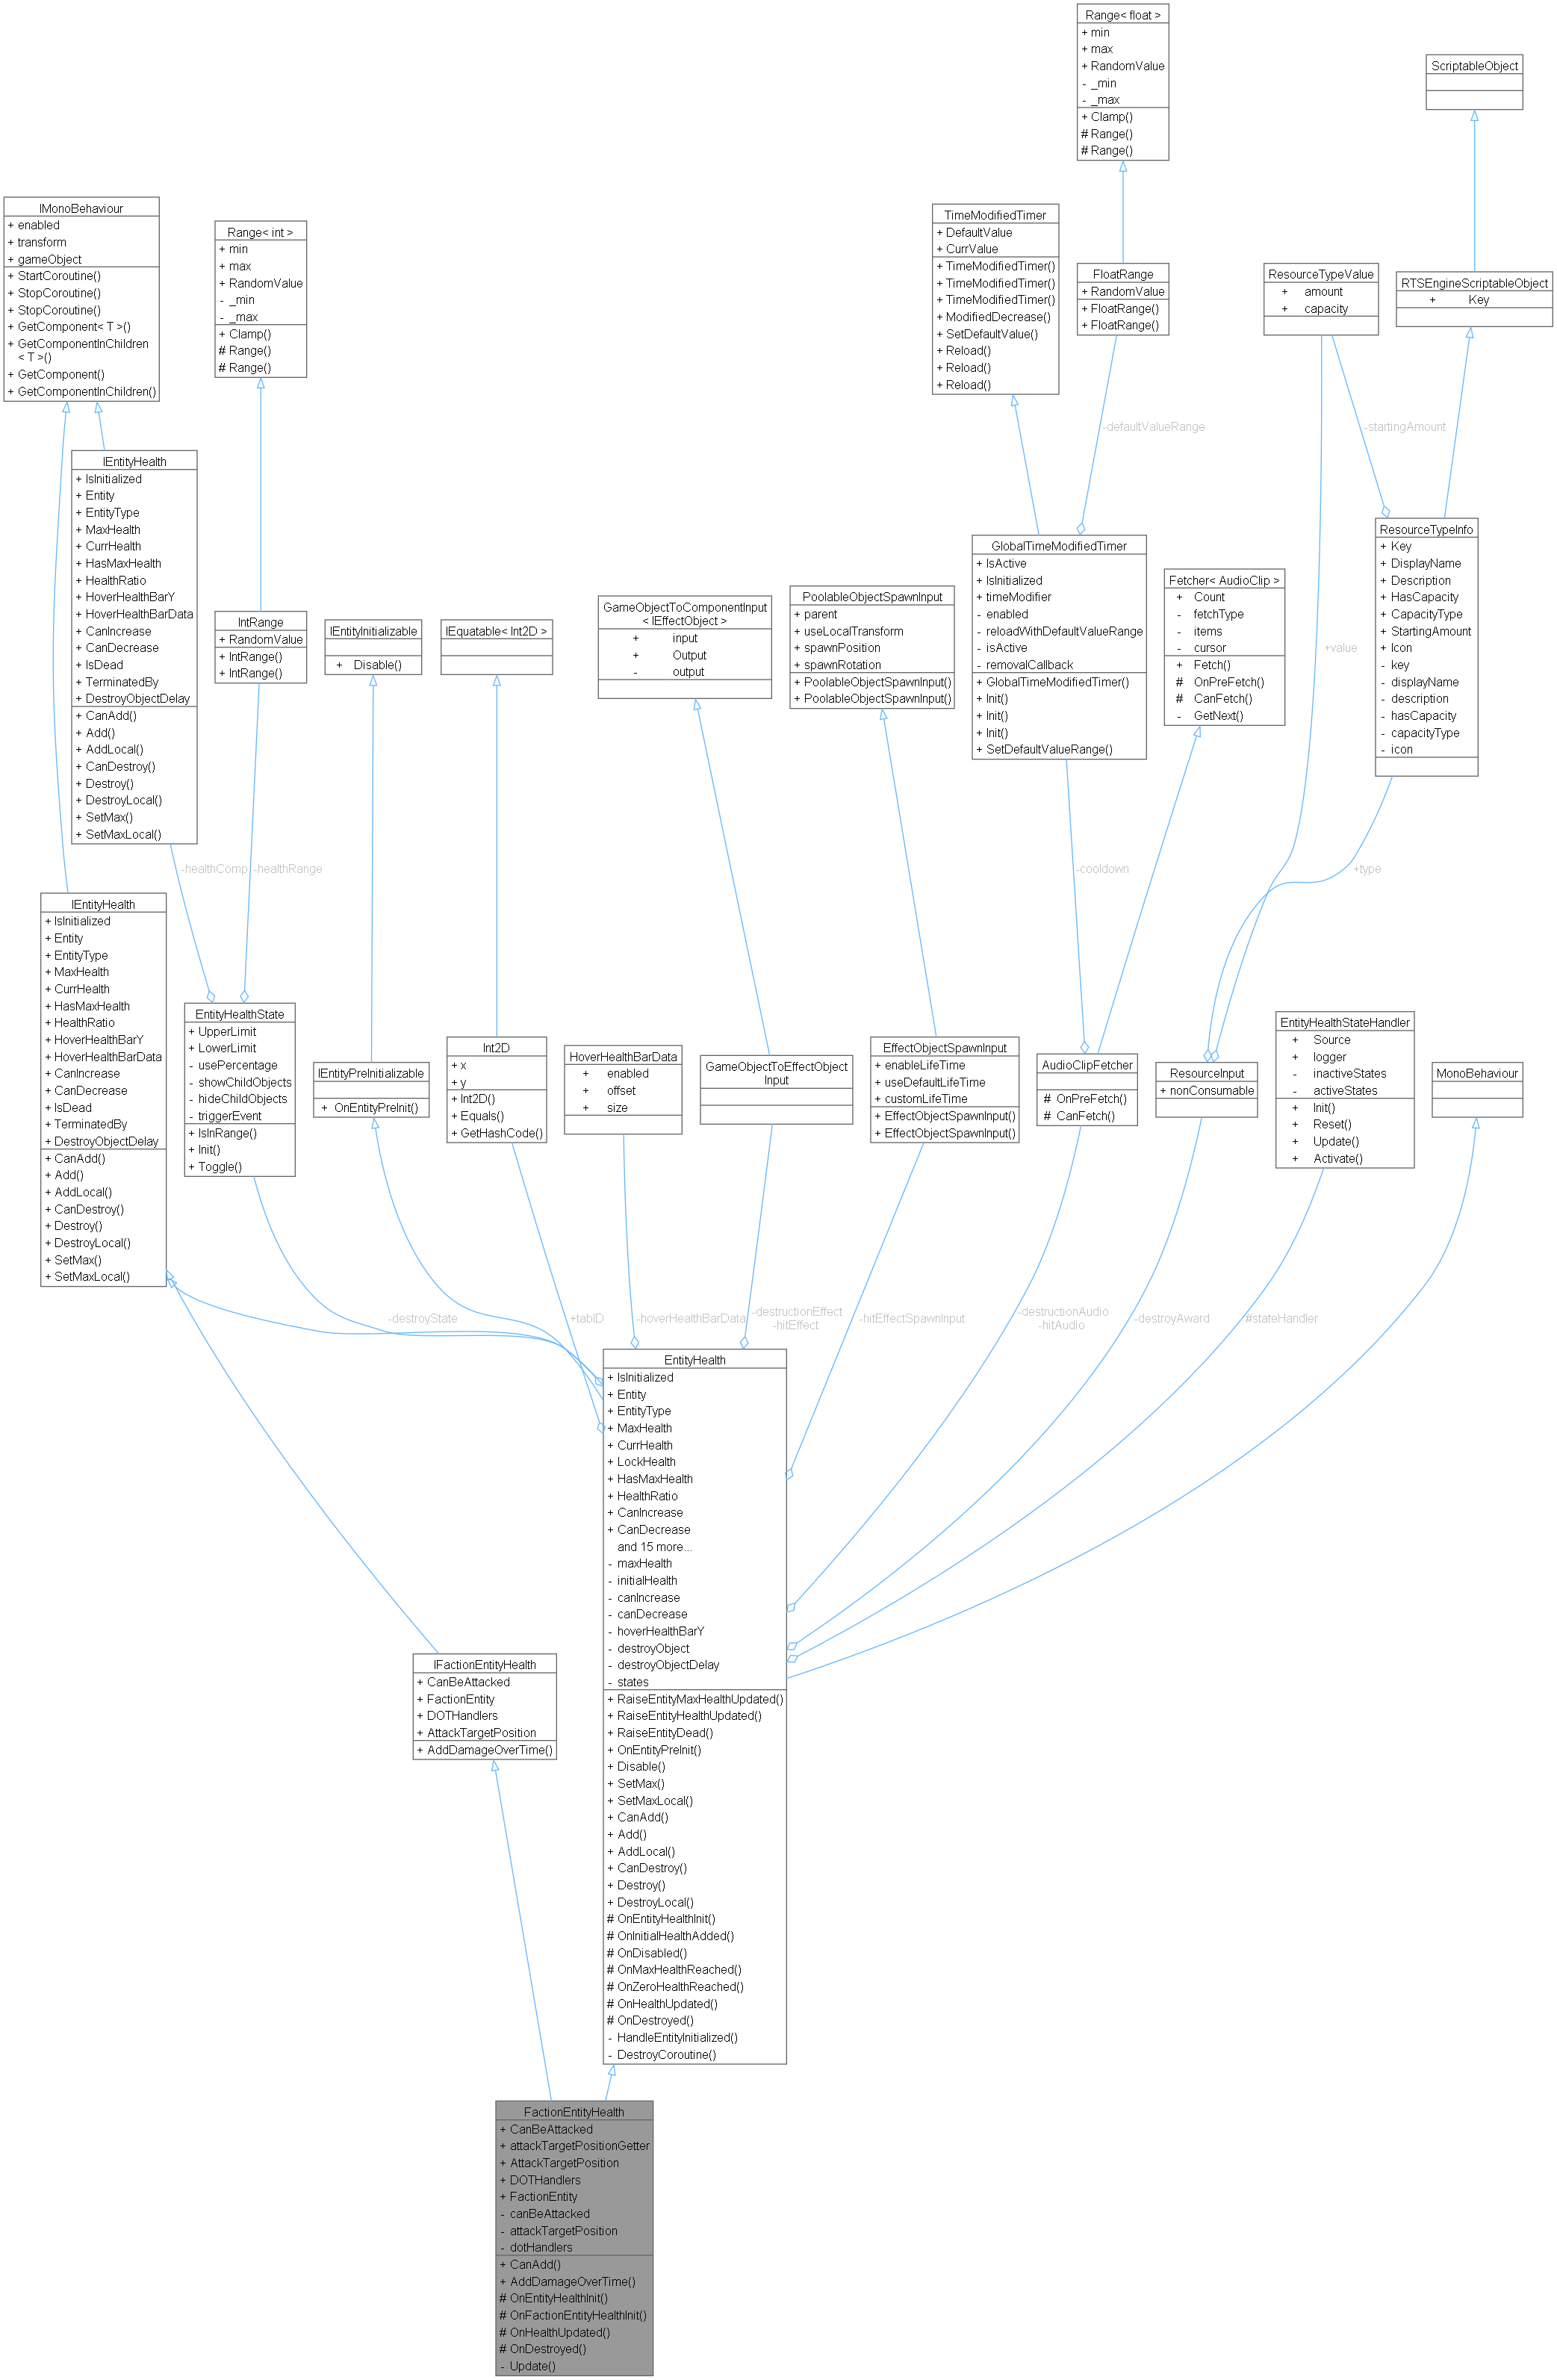 Range< float >
+ min
+ max
+ RandomValue
- _min
- _max
+ Clamp()
# Range()
# Range()
ScriptableObject
IMonoBehaviour
+ enabled
+ transform
+ gameObject
+ StartCoroutine()
+ StopCoroutine()
+ StopCoroutine()
+ GetComponent< T >()
+ GetComponentInChildren
< T >()
+ GetComponent()
+ GetComponentInChildren()
Range< int >
+ min
+ max
+ RandomValue
- _min
- _max
+ Clamp()
# Range()
# Range()
TimeModifiedTimer
+ DefaultValue
+ CurrValue
+ TimeModifiedTimer()
+ TimeModifiedTimer()
+ TimeModifiedTimer()
+ ModifiedDecrease()
+ SetDefaultValue()
+ Reload()
+ Reload()
+ Reload()
FloatRange
+ RandomValue
+ FloatRange()
+ FloatRange()
ResourceTypeValue
+ amount
+ capacity
RTSEngineScriptableObject
+ Key
-defaultValueRange
-startingAmount
IEntityHealth
+ IsInitialized
+ Entity
+ EntityType
+ MaxHealth
+ CurrHealth
+ HasMaxHealth
+ HealthRatio
+ HoverHealthBarY
+ HoverHealthBarData
+ CanIncrease
+ CanDecrease
+ IsDead
+ TerminatedBy
+ DestroyObjectDelay
+ CanAdd()
+ Add()
+ AddLocal()
+ CanDestroy()
+ Destroy()
+ DestroyLocal()
+ SetMax()
+ SetMaxLocal()
IntRange
+ RandomValue
+ IntRange()
+ IntRange()
IEntityInitializable
+ Disable()
IEquatable< Int2D >
GameObjectToComponentInput
< IEffectObject >
+ input
+ Output
- output
PoolableObjectSpawnInput
+ parent
+ useLocalTransform
+ spawnPosition
+ spawnRotation
+ PoolableObjectSpawnInput()
+ PoolableObjectSpawnInput()
GlobalTimeModifiedTimer
+ IsActive
+ IsInitialized
+ timeModifier
- enabled
- reloadWithDefaultValueRange
- isActive
- removalCallback
+ GlobalTimeModifiedTimer()
+ Init()
+ Init()
+ Init()
+ SetDefaultValueRange()
Fetcher< AudioClip >
+ Count
- fetchType
- items
- cursor
+ Fetch()
# OnPreFetch()
# CanFetch()
- GetNext()
+value
ResourceTypeInfo
+ Key
+ DisplayName
+ Description
+ HasCapacity
+ CapacityType
+ StartingAmount
+ Icon
- key
- displayName
- description
- hasCapacity
- capacityType
- icon
-healthComp
-healthRange
-cooldown
+type
IEntityHealth
+ IsInitialized
+ Entity
+ EntityType
+ MaxHealth
+ CurrHealth
+ HasMaxHealth
+ HealthRatio
+ HoverHealthBarY
+ HoverHealthBarData
+ CanIncrease
+ CanDecrease
+ IsDead
+ TerminatedBy
+ DestroyObjectDelay
+ CanAdd()
+ Add()
+ AddLocal()
+ CanDestroy()
+ Destroy()
+ DestroyLocal()
+ SetMax()
+ SetMaxLocal()
EntityHealthState
+ UpperLimit
+ LowerLimit
- usePercentage
- showChildObjects
- hideChildObjects
- triggerEvent
+ IsInRange()
+ Init()
+ Toggle()
IEntityPreInitializable
+ OnEntityPreInit()
Int2D
+ x
+ y
+ Int2D()
+ Equals()
+ GetHashCode()
HoverHealthBarData
+ enabled
+ offset
+ size
GameObjectToEffectObject
Input
EffectObjectSpawnInput
+ enableLifeTime
+ useDefaultLifeTime
+ customLifeTime
+ EffectObjectSpawnInput()
+ EffectObjectSpawnInput()
AudioClipFetcher
# OnPreFetch()
# CanFetch()
ResourceInput
+ nonConsumable
EntityHealthStateHandler
+ Source
+ logger
- inactiveStates
- activeStates
+ Init()
+ Reset()
+ Update()
+ Activate()
MonoBehaviour
-destroyState
+tabID
-hoverHealthBarData
-destructionEffect
-hitEffect
-hitEffectSpawnInput
-destructionAudio
-hitAudio
-destroyAward
#stateHandler
EntityHealth
+ IsInitialized
+ Entity
+ EntityType
+ MaxHealth
+ CurrHealth
+ LockHealth
+ HasMaxHealth
+ HealthRatio
+ CanIncrease
+ CanDecrease
and 15 more...
- maxHealth
- initialHealth
- canIncrease
- canDecrease
- hoverHealthBarY
- destroyObject
- destroyObjectDelay
- states
+ RaiseEntityMaxHealthUpdated()
+ RaiseEntityHealthUpdated()
+ RaiseEntityDead()
+ OnEntityPreInit()
+ Disable()
+ SetMax()
+ SetMaxLocal()
+ CanAdd()
+ Add()
+ AddLocal()
+ CanDestroy()
+ Destroy()
+ DestroyLocal()
# OnEntityHealthInit()
# OnInitialHealthAdded()
# OnDisabled()
# OnMaxHealthReached()
# OnZeroHealthReached()
# OnHealthUpdated()
# OnDestroyed()
- HandleEntityInitialized()
- DestroyCoroutine()
IFactionEntityHealth
+ CanBeAttacked
+ FactionEntity
+ DOTHandlers
+ AttackTargetPosition
+ AddDamageOverTime()
FactionEntityHealth
+ CanBeAttacked
+ attackTargetPositionGetter
+ AttackTargetPosition
+ DOTHandlers
+ FactionEntity
- canBeAttacked
- attackTargetPosition
- dotHandlers
+ CanAdd()
+ AddDamageOverTime()
# OnEntityHealthInit()
# OnFactionEntityHealthInit()
# OnHealthUpdated()
# OnDestroyed()
- Update()